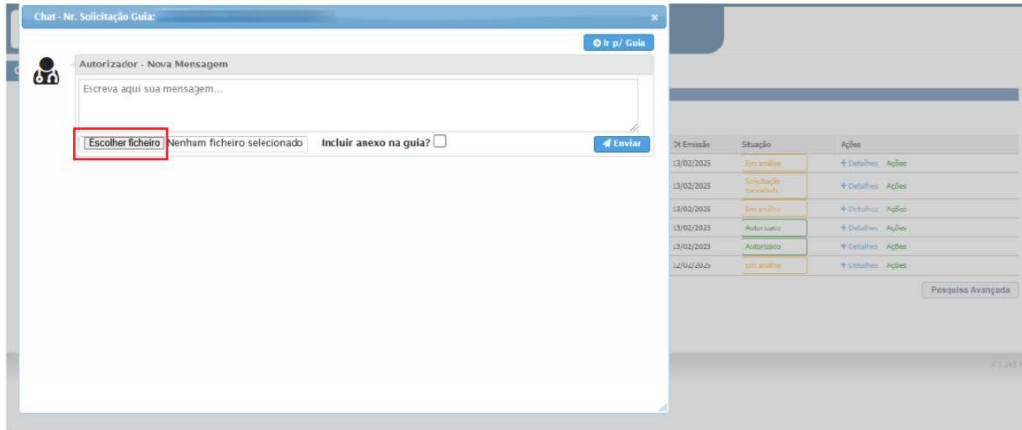 Chat - Nr. Solicitação Guia:
×
Ir p/ Guia
Autorizador - Nova Mensagem
Escreva aqui sua mensagem...
Escolher ficheiro Nenhum ficheiro selecionado Incluir anexo na guia? Enviar
Dt Emissão Situação Ações
13/02/2025 Em análise + Detalhes Ações
13/02/2025 Solicitação cancelada + Detalhes Ações
13/02/2025 Em análise + Detalhes Ações
13/02/2025 Autorizado + Detalhes Ações
13/02/2025 Autorizado + Detalhes Ações
12/02/2025 Em análise + Detalhes Ações
Pesquisa Avançada